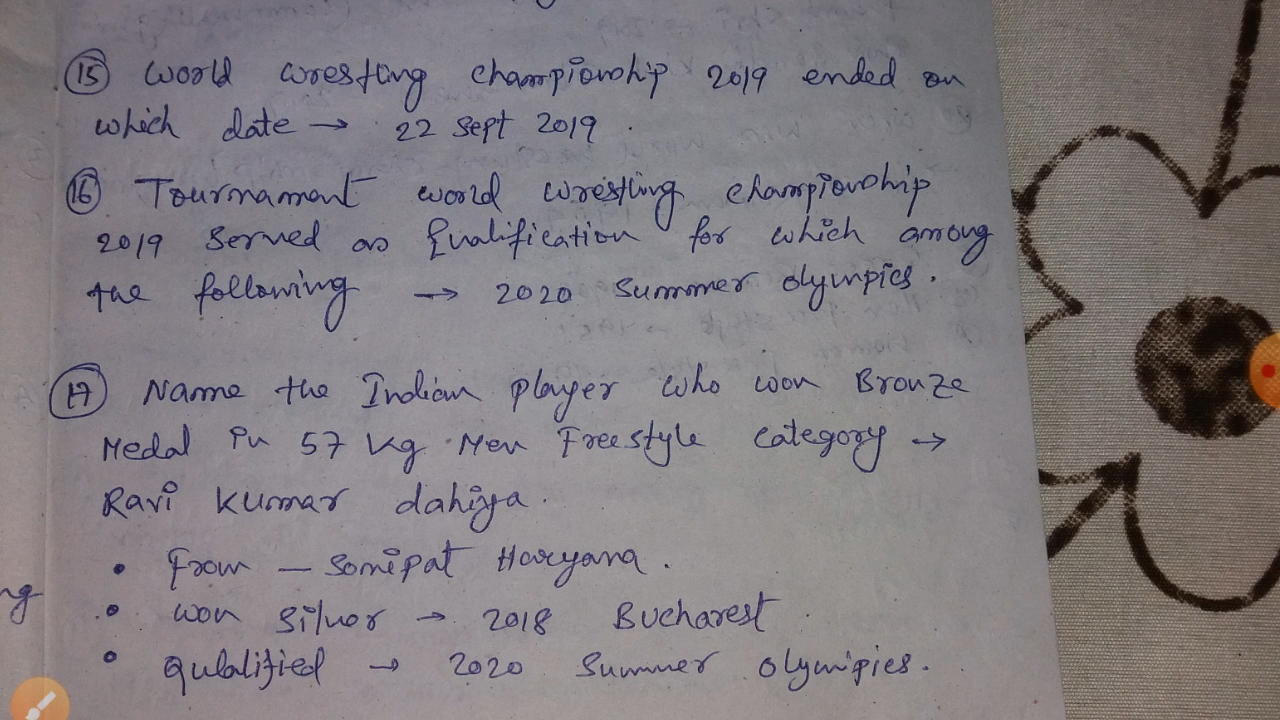 (15) World wrestling championship 2019 ended on
which date → 22 Sept 2019.
(16) Tournament world wrestling championship
2019 Served as Qualification for which among
the following → 2020 Summer olympics.
(17) Name the Indian player who won Bronze
Medal in 57 kg Men Freestyle category →
Ravi Kumar dahiya.
• From — Sonipat Haryana.
ng
• won Silver → 2018 Bucharest
• Qulalified → 2020 Summer olympics.